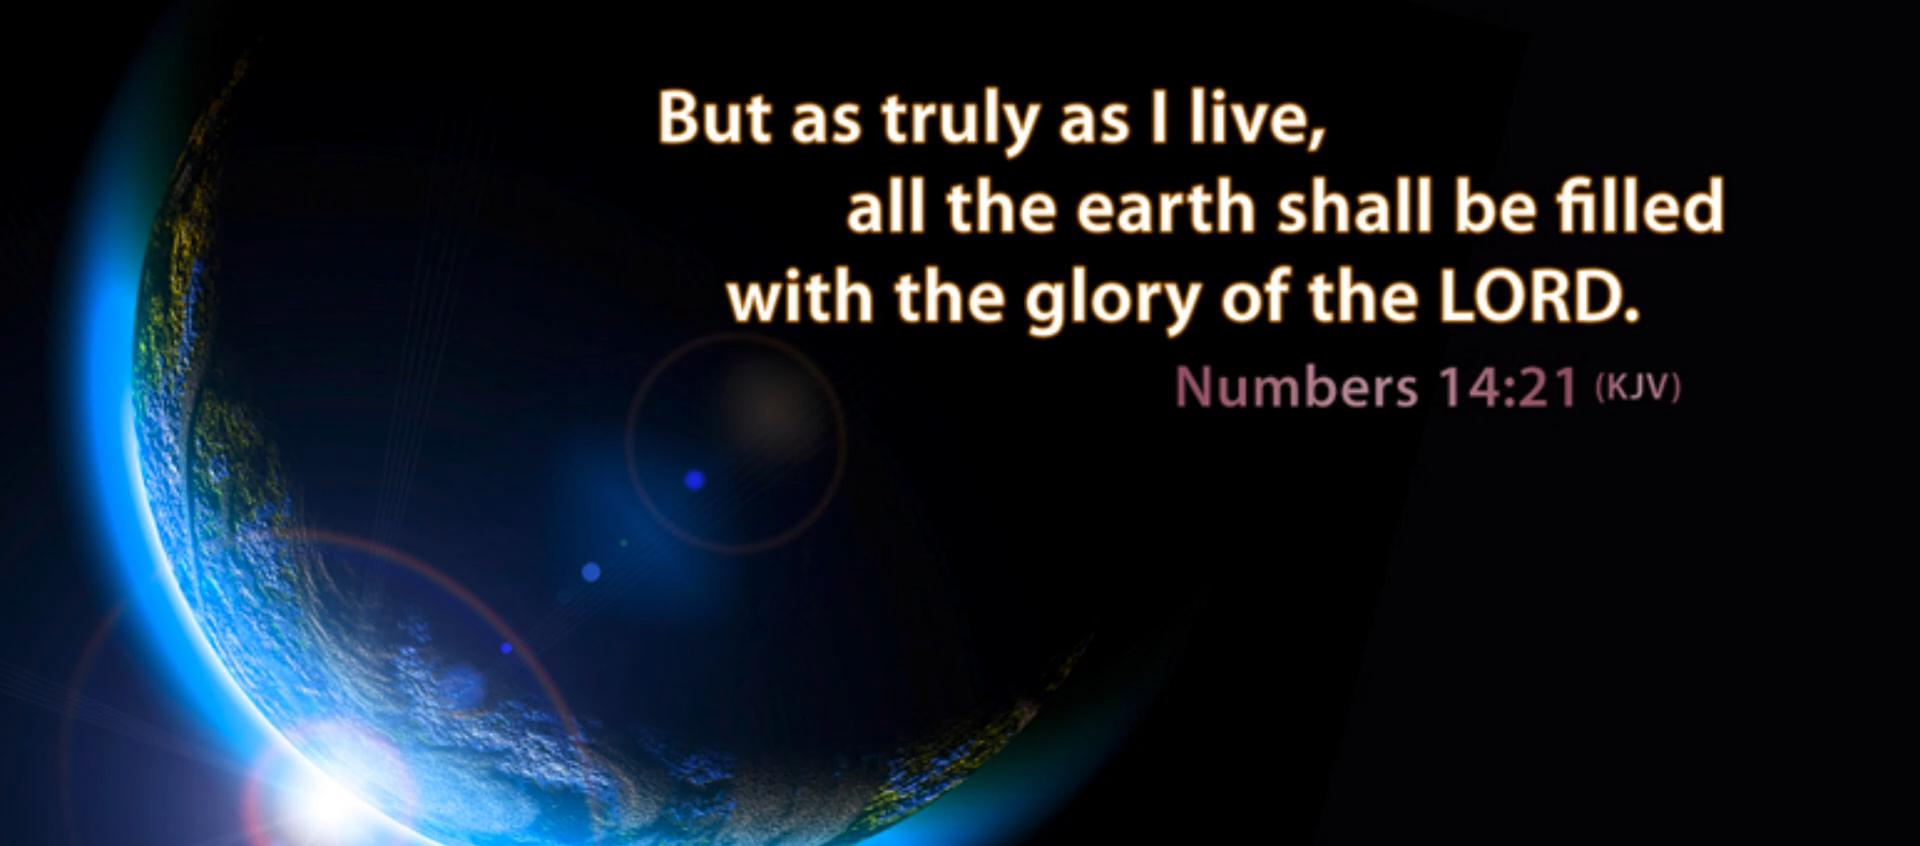 But as truly as I live,
all the earth shall be filled
with the glory of the LORD.
Numbers 14:21 (KJV)